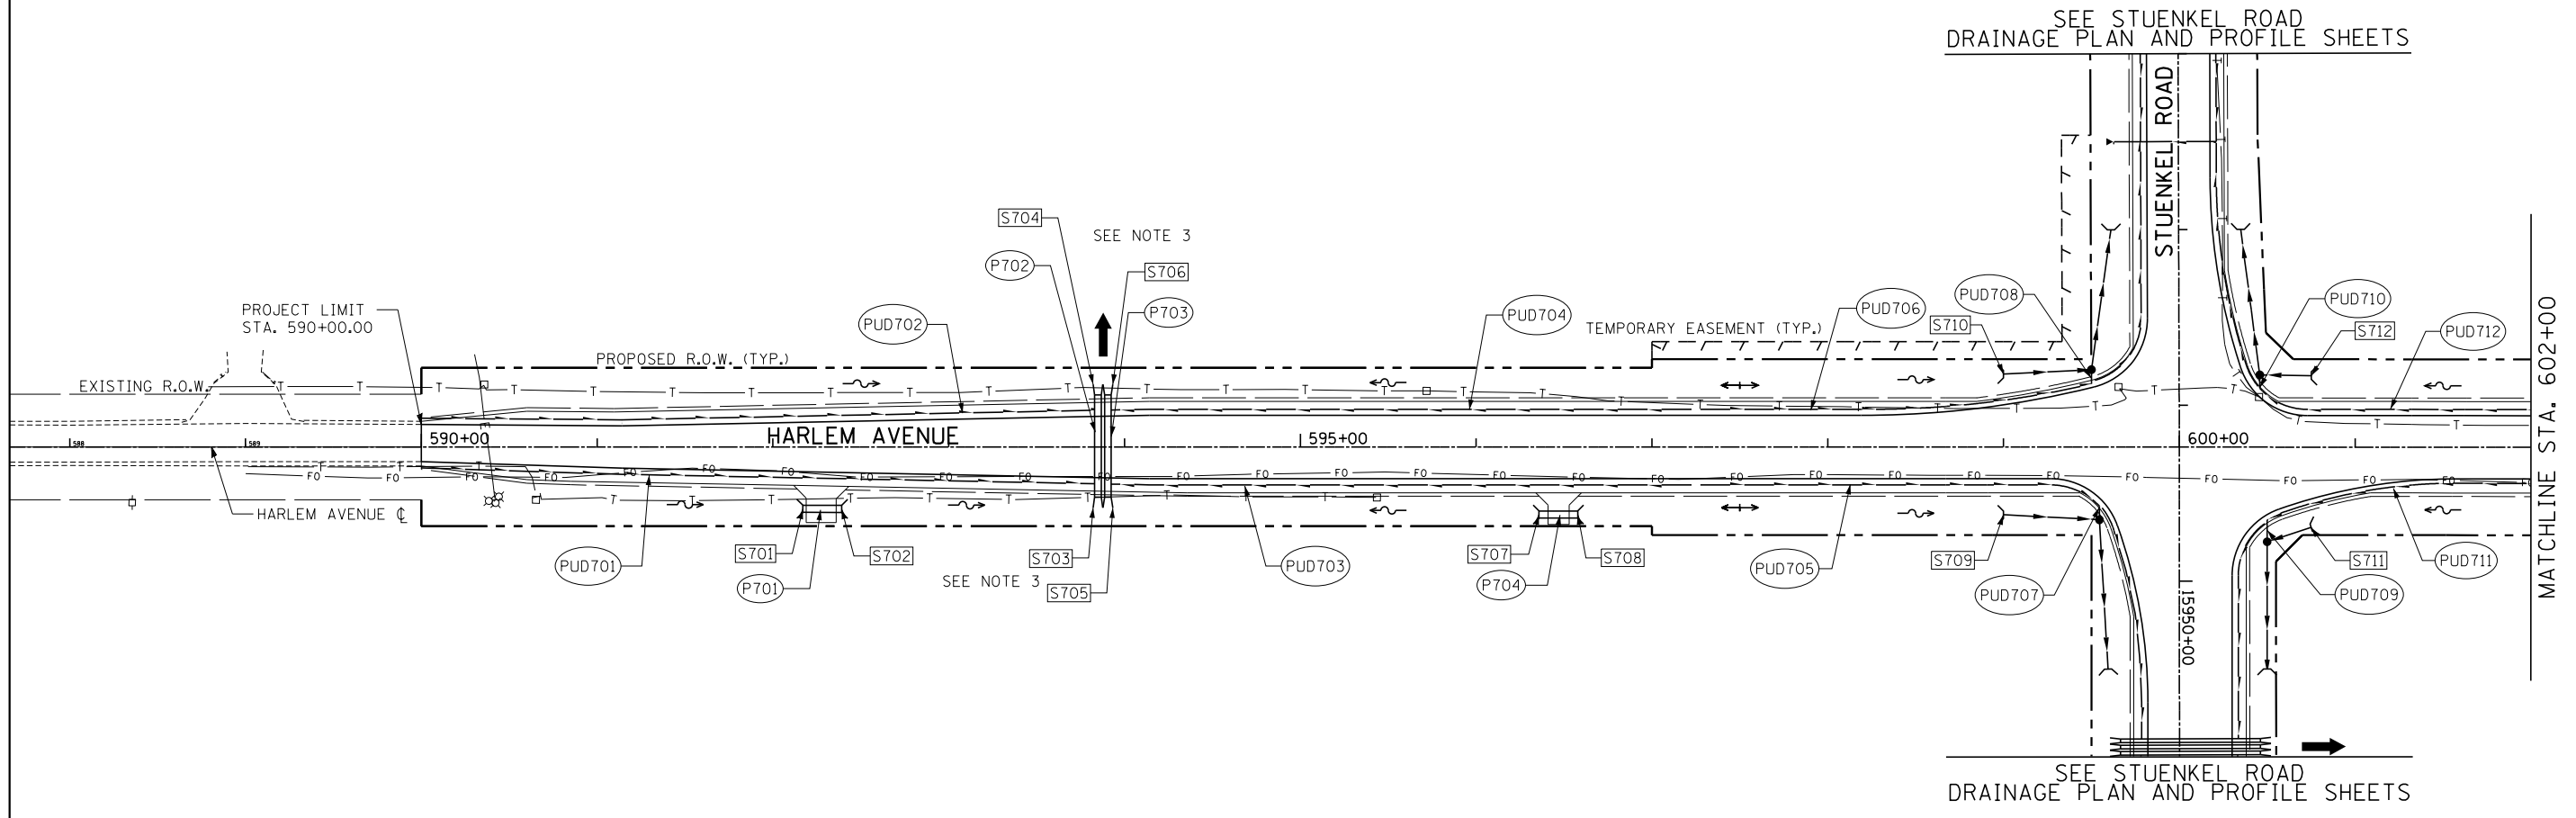 SEE STUENKEL ROAD
DRAINAGE PLAN AND PROFILE SHEETS
STUENKEL ROAD
S704
SEE NOTE 3
P702
S706
P703
PROJECT LIMIT
STA. 590+00.00
PUD702
PUD704
PUD706
PUD708
S710
PUD710
S712
PUD712
TEMPORARY EASEMENT (TYP.)
PROPOSED R.O.W. (TYP.)
EXISTING R.O.W.
MATCHLINE STA. 602+00
588
589
590+00
HARLEM AVENUE
595+00
600+00
HARLEM AVENUE ℄
PUD701
S701
P701
S702
S703
SEE NOTE 3
S705
PUD703
S707
P704
S708
PUD705
S709
PUD707
15950+00
PUD709
S711
PUD711
SEE STUENKEL ROAD
DRAINAGE PLAN AND PROFILE SHEETS